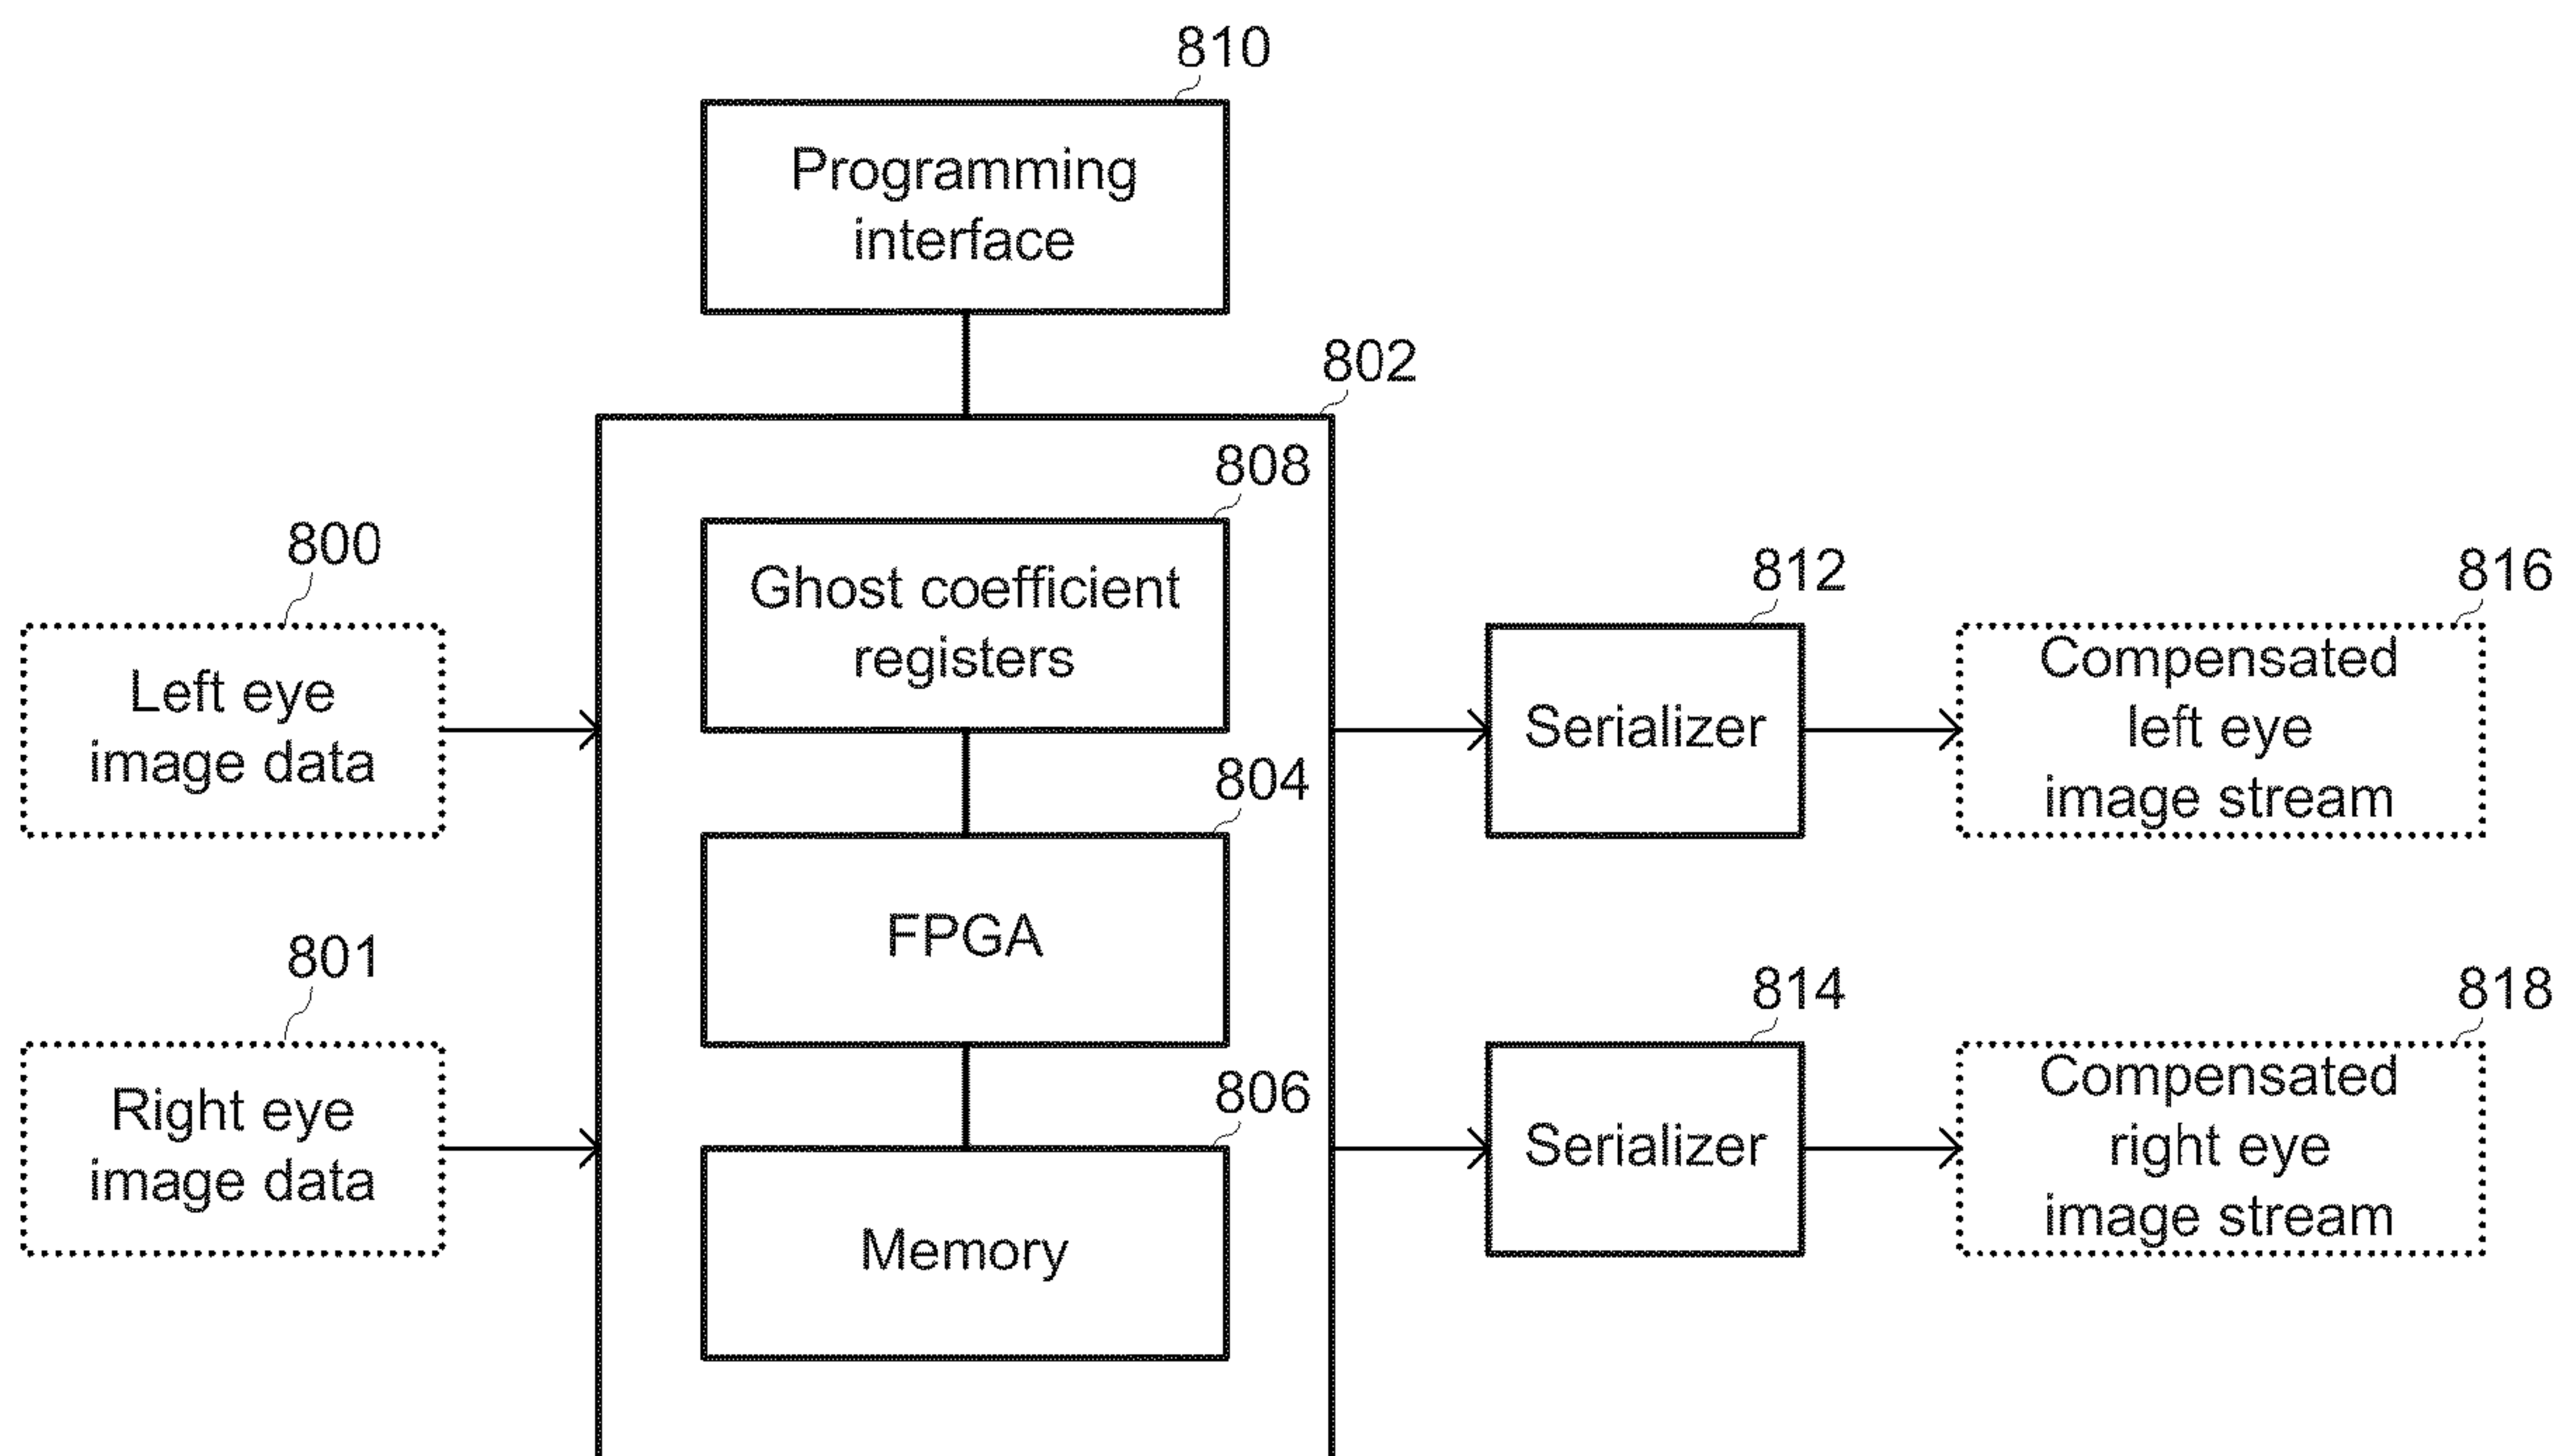 810
Programming
interface
802
808
Ghost coefficient
registers
800
Left eye
image data
812
Serializer
816
Compensated
left eye
image stream
804
FPGA
801
Right eye
image data
814
Serializer
818
Compensated
right eye
image stream
806
Memory